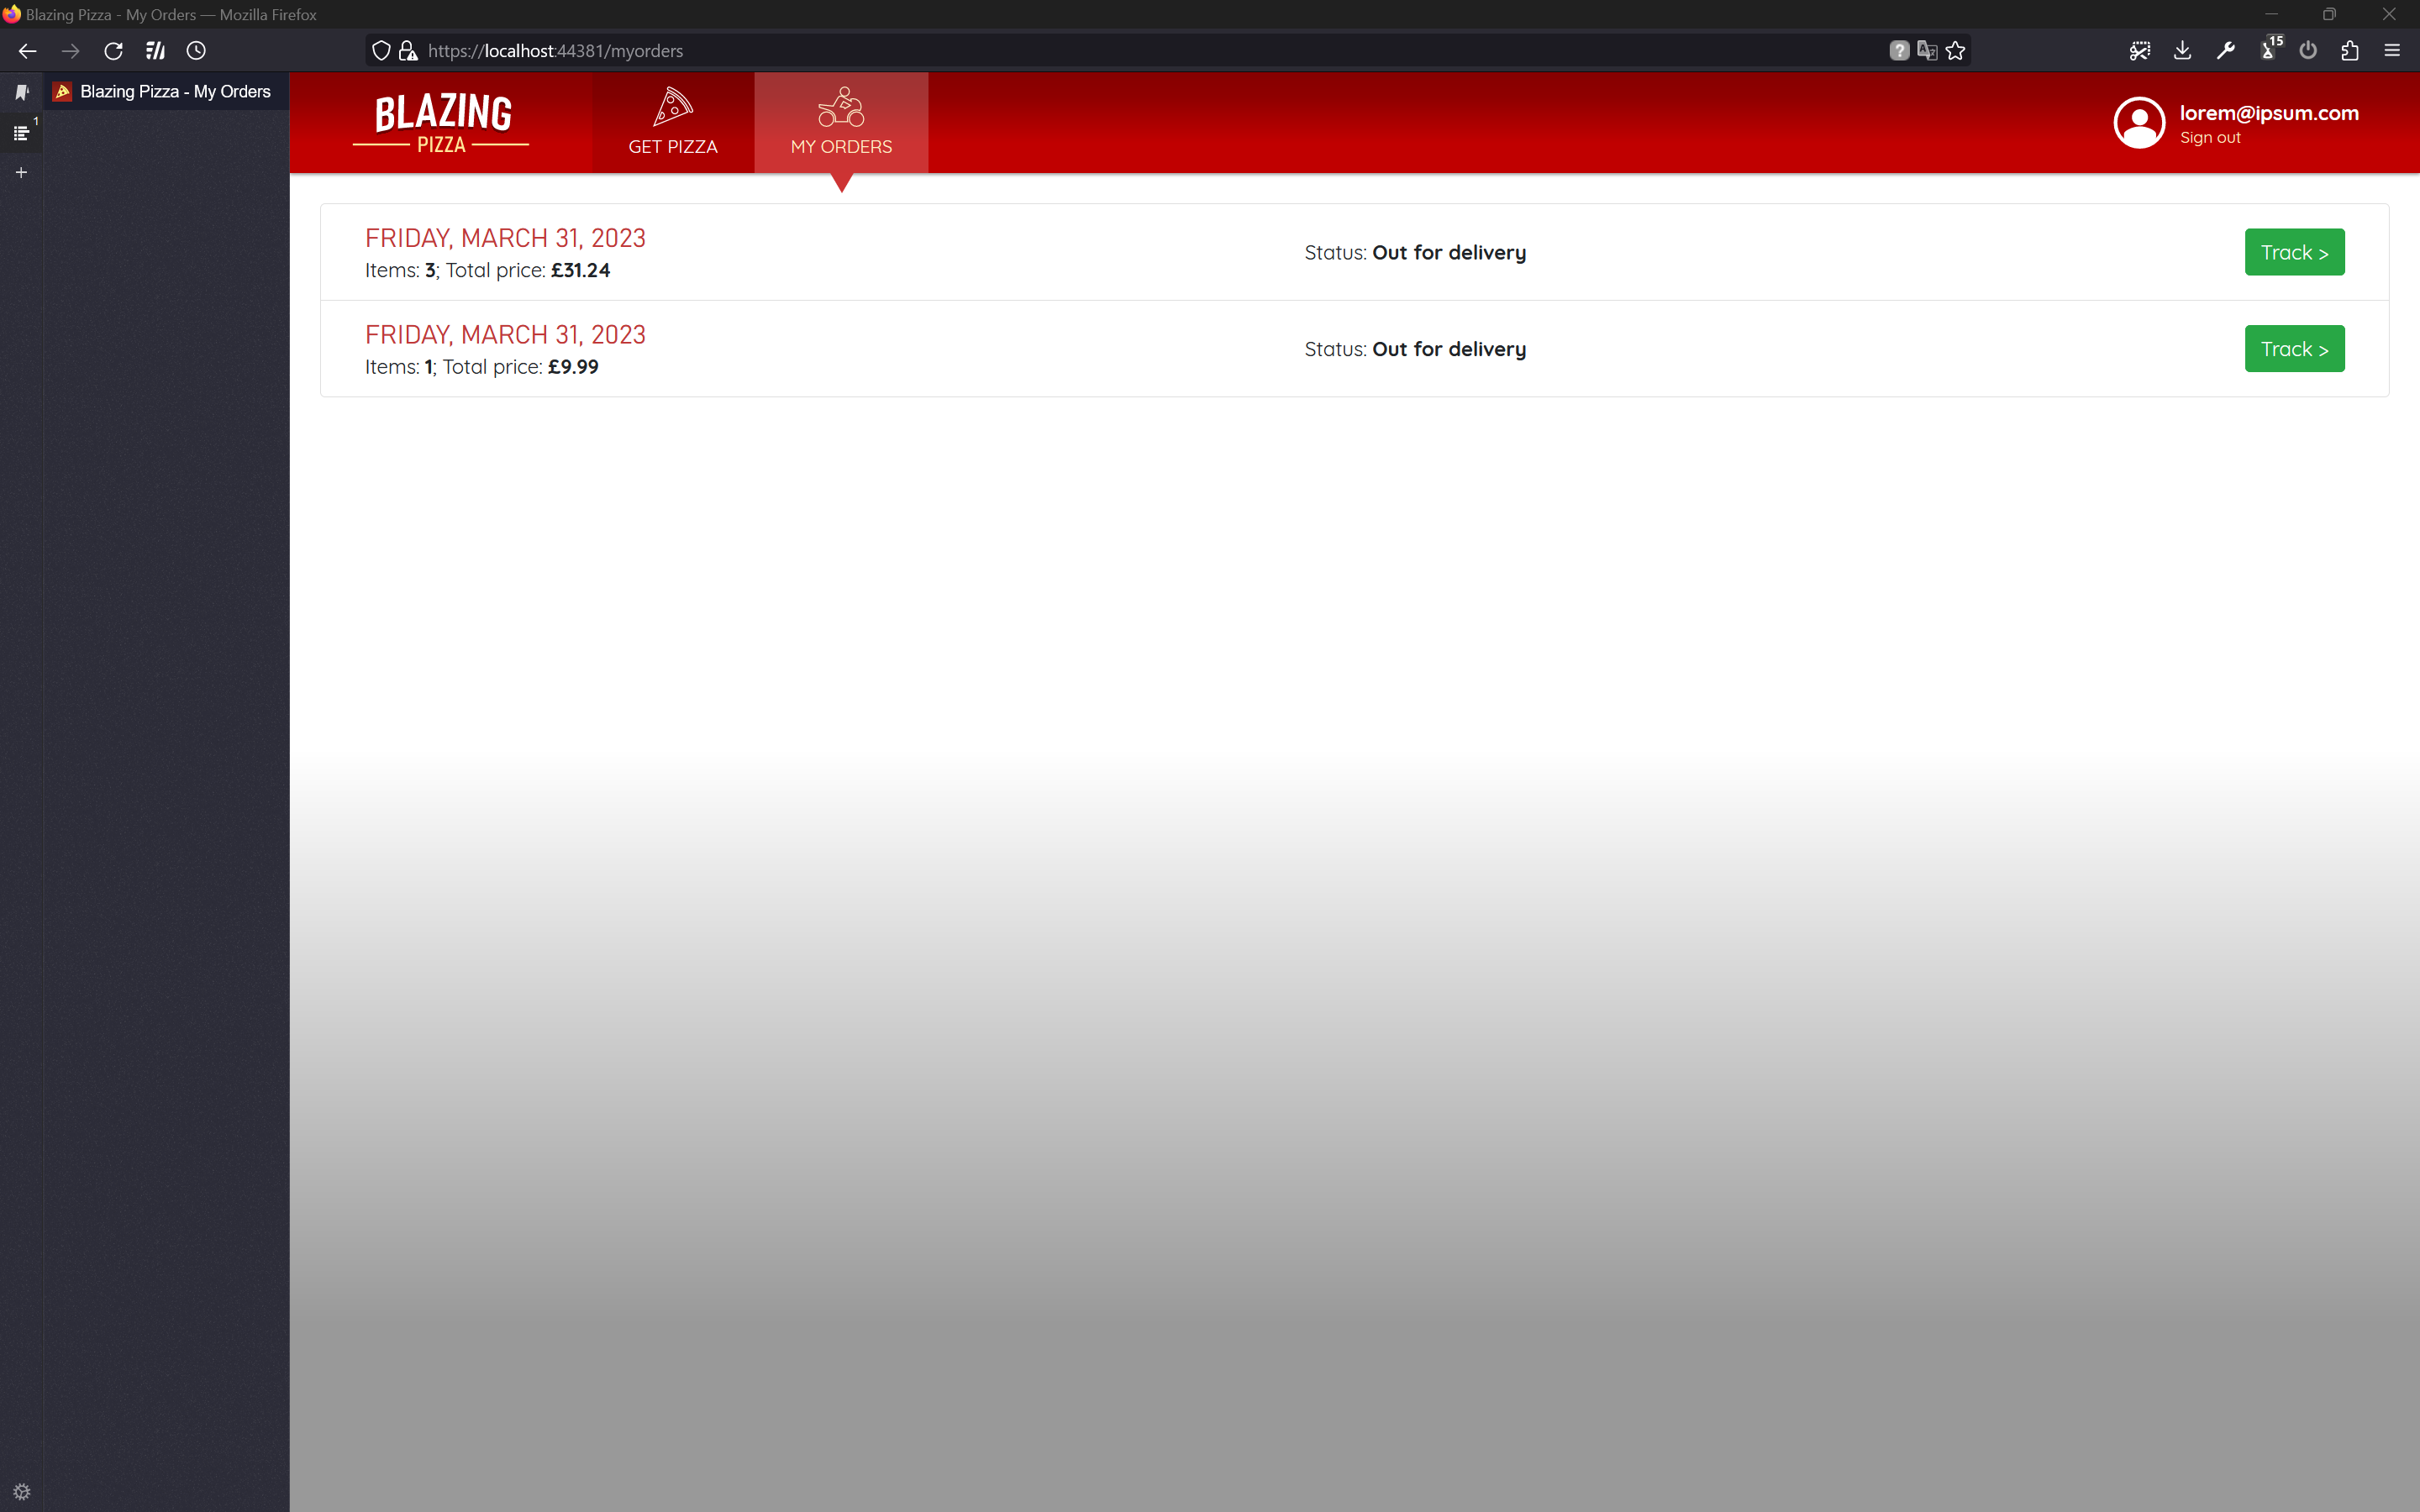 Blazing Pizza - My Orders — Mozilla Firefox
https://localhost:44381/myorders
15
Blazing Pizza - My Orders
1
BLAZING
PIZZA
GET PIZZA
MY ORDERS
lorem@ipsum.com
Sign out
FRIDAY, MARCH 31, 2023
Items: 3; Total price: £31.24
Status: Out for delivery
Track >
FRIDAY, MARCH 31, 2023
Items: 1; Total price: £9.99
Status: Out for delivery
Track >